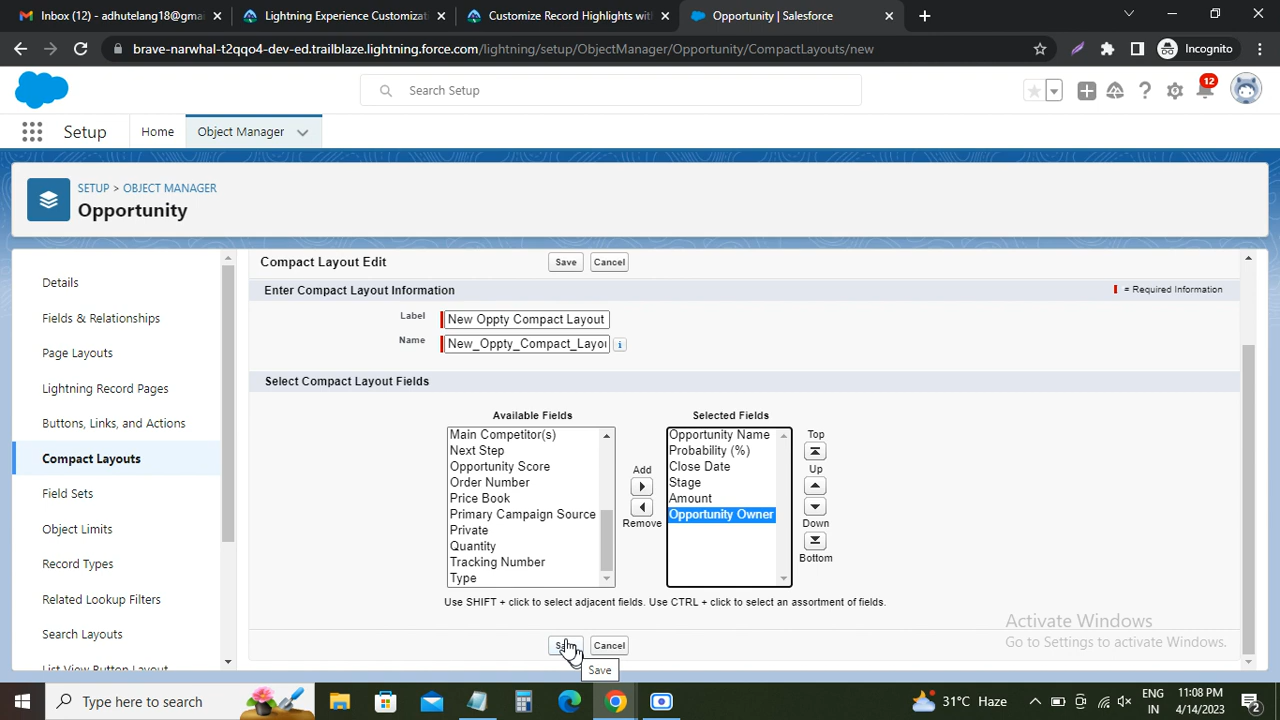 Inbox (12) - adhutelang18@gma
Lightning Experience Customizati
Customize Record Highlights wit
Opportunity | Salesforce
brave-narwhal-t2qqo4-dev-ed.trailblaze.lightning.force.com/lightning/setup/ObjectManager/Opportunity/CompactLayouts/new
Incognito
Search Setup
12
Setup
Home
Object Manager
SETUP > OBJECT MANAGER
Opportunity
Details
Fields & Relationships
Page Layouts
Lightning Record Pages
Buttons, Links, and Actions
Compact Layouts
Field Sets
Object Limits
Record Types
Related Lookup Filters
Search Layouts
List View Button Layout
Compact Layout Edit
Save
Cancel
Enter Compact Layout Information
= Required Information
Label
New Oppty Compact Layout
Name
New_Oppty_Compact_Layou
i
Select Compact Layout Fields
Available Fields
Main Competitor(s)
Next Step
Opportunity Score
Order Number
Price Book
Primary Campaign Source
Private
Quantity
Tracking Number
Type
Add
Remove
Selected Fields
Opportunity Name
Probability (%)
Close Date
Stage
Amount
Opportunity Owner
Top
Up
Down
Bottom
Use SHIFT + click to select adjacent fields. Use CTRL + click to select an assortment of fields.
Cancel
Save
Activate Windows
Go to Settings to activate Windows.
Type here to search
31°C Haze
ENG
IN
11:08 PM
4/14/2023
2